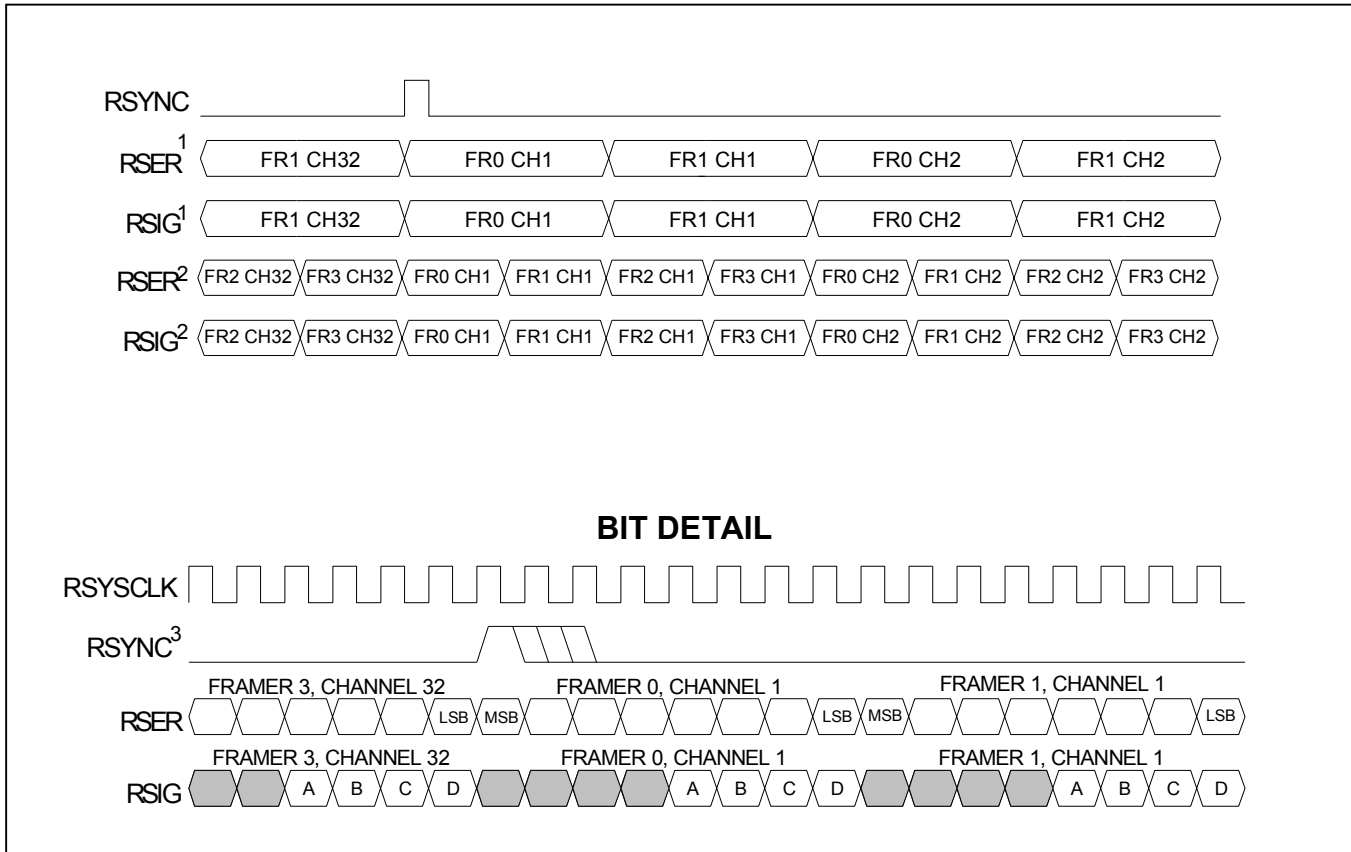 RSYNC
RSER1 FR1 CH32 FR0 CH1 FR1 CH1 FR0 CH2 FR1 CH2
RSIG1 FR1 CH32 FR0 CH1 FR1 CH1 FR0 CH2 FR1 CH2
RSER2 FR2 CH32 FR3 CH32 FR0 CH1 FR1 CH1 FR2 CH1 FR3 CH1 FR0 CH2 FR1 CH2 FR2 CH2 FR3 CH2
RSIG2 FR2 CH32 FR3 CH32 FR0 CH1 FR1 CH1 FR2 CH1 FR3 CH1 FR0 CH2 FR1 CH2 FR2 CH2 FR3 CH2
BIT DETAIL
RSYSCLK
RSYNC3
FRAMER 3, CHANNEL 32 FRAMER 0, CHANNEL 1 FRAMER 1, CHANNEL 1
RSER LSB MSB LSB MSB LSB
FRAMER 3, CHANNEL 32 FRAMER 0, CHANNEL 1 FRAMER 1, CHANNEL 1
RSIG A B C D A B C D A B C D